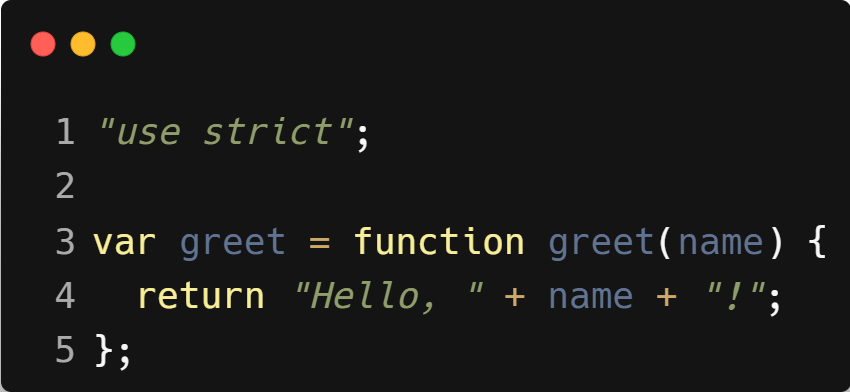 1 "use strict";
2
3 var greet = function greet(name) {
4   return "Hello, " + name + "!";
5 };